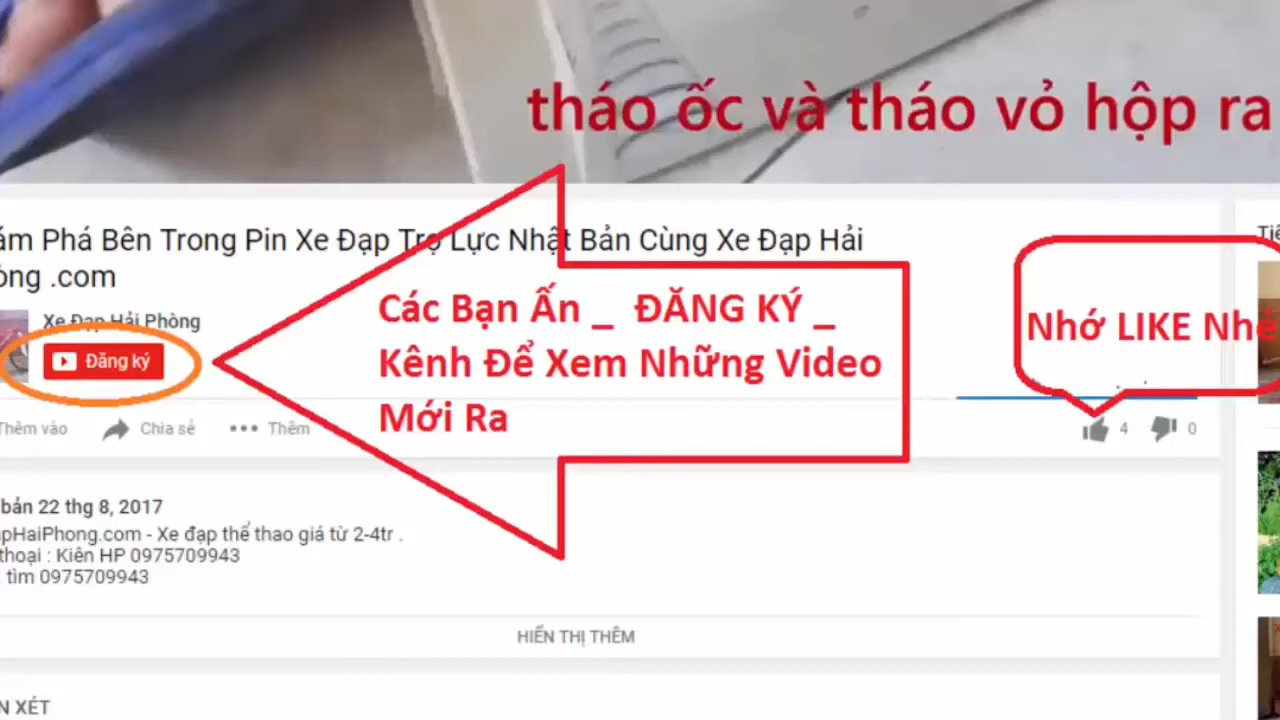 tháo ốc và tháo vỏ hộp ra
ám Phá Bên Trong Pin Xe Đạp Trợ Lực Nhật Bản Cùng Xe Đạp Hải
òng .com
Tiế
Xe Đạp Hải Phòng
Đăng ký
Các Bạn Ấn _ ĐĂNG KÝ _
Kênh Để Xem Những Video
Mới Ra
Nhớ LIKE Nhé
Thêm vào
Chia sẻ
Thêm
4
0
bản 22 thg 8, 2017
apHaiPhong.com - Xe đạp thể thao giá từ 2-4tr .
thoại : Kiên HP 0975709943
tìm 0975709943
HIỂN THỊ THÊM
N XÉT